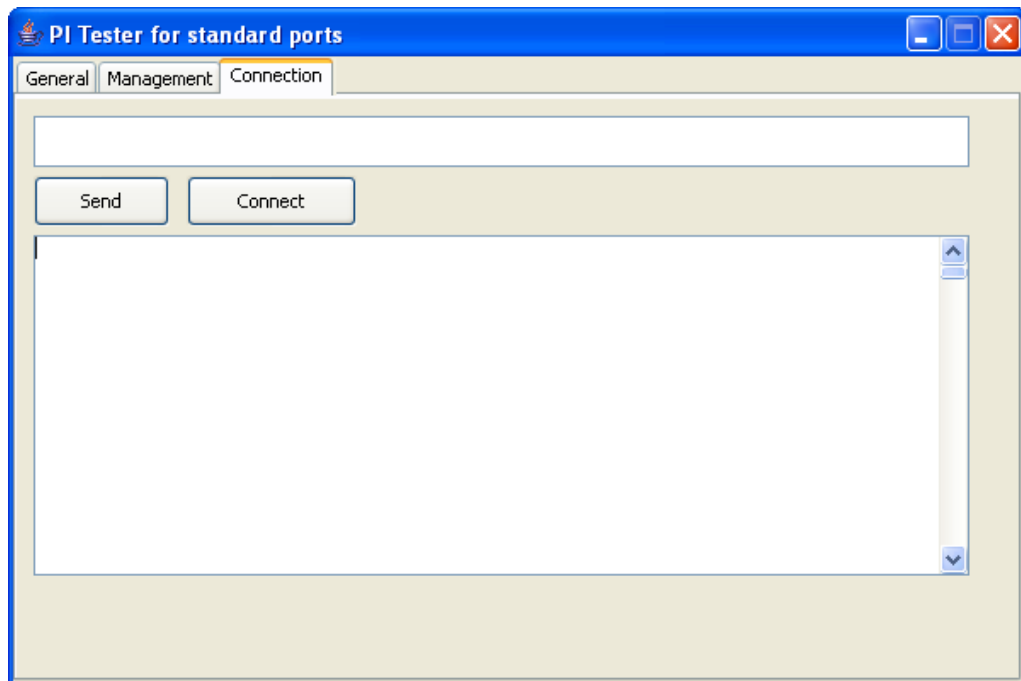 PI Tester for standard ports
General Management Connection
Send Connect